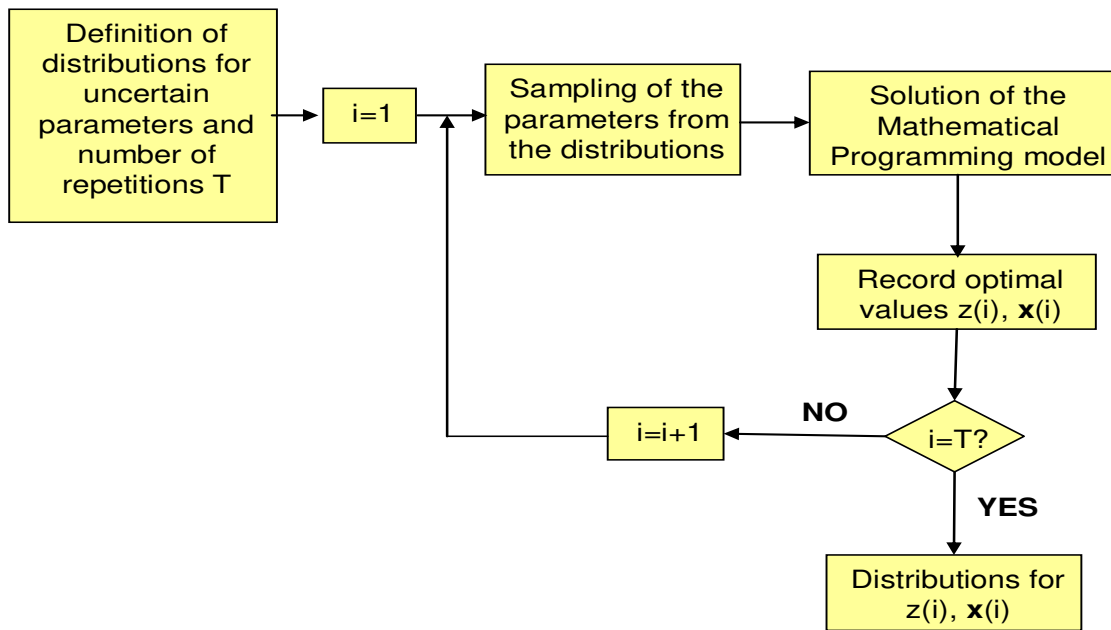 Definition of
distributions for
uncertain
parameters and
number of
repetitions T
i=1
Sampling of the
parameters from
the distributions
Solution of the
Mathematical
Programming model
Record optimal
values z(i), x(i)
i=T?
NO
i=i+1
YES
Distributions for
z(i), x(i)